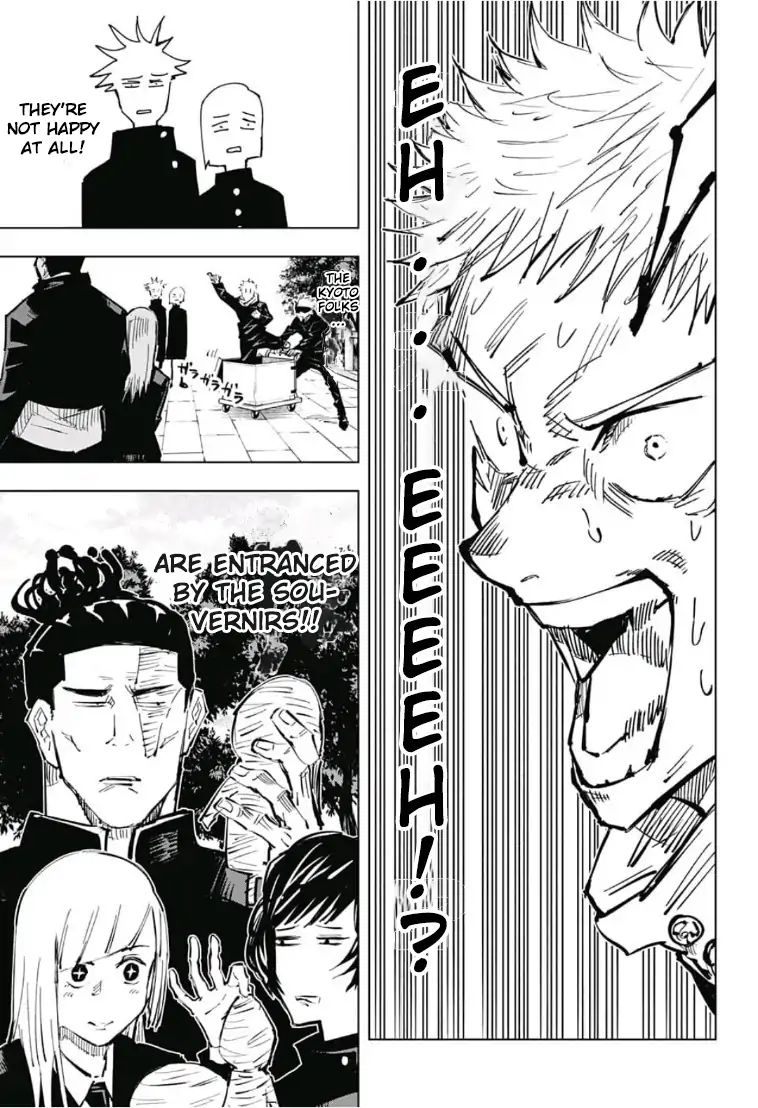 EH...EEEEH!?
THEY'RE
NOT HAPPY
AT ALL!
THE
KYOTO
FOLKS
...
ガラガラガラ
ARE ENTRANCED
BY THE SOU-
VERNIRS!!